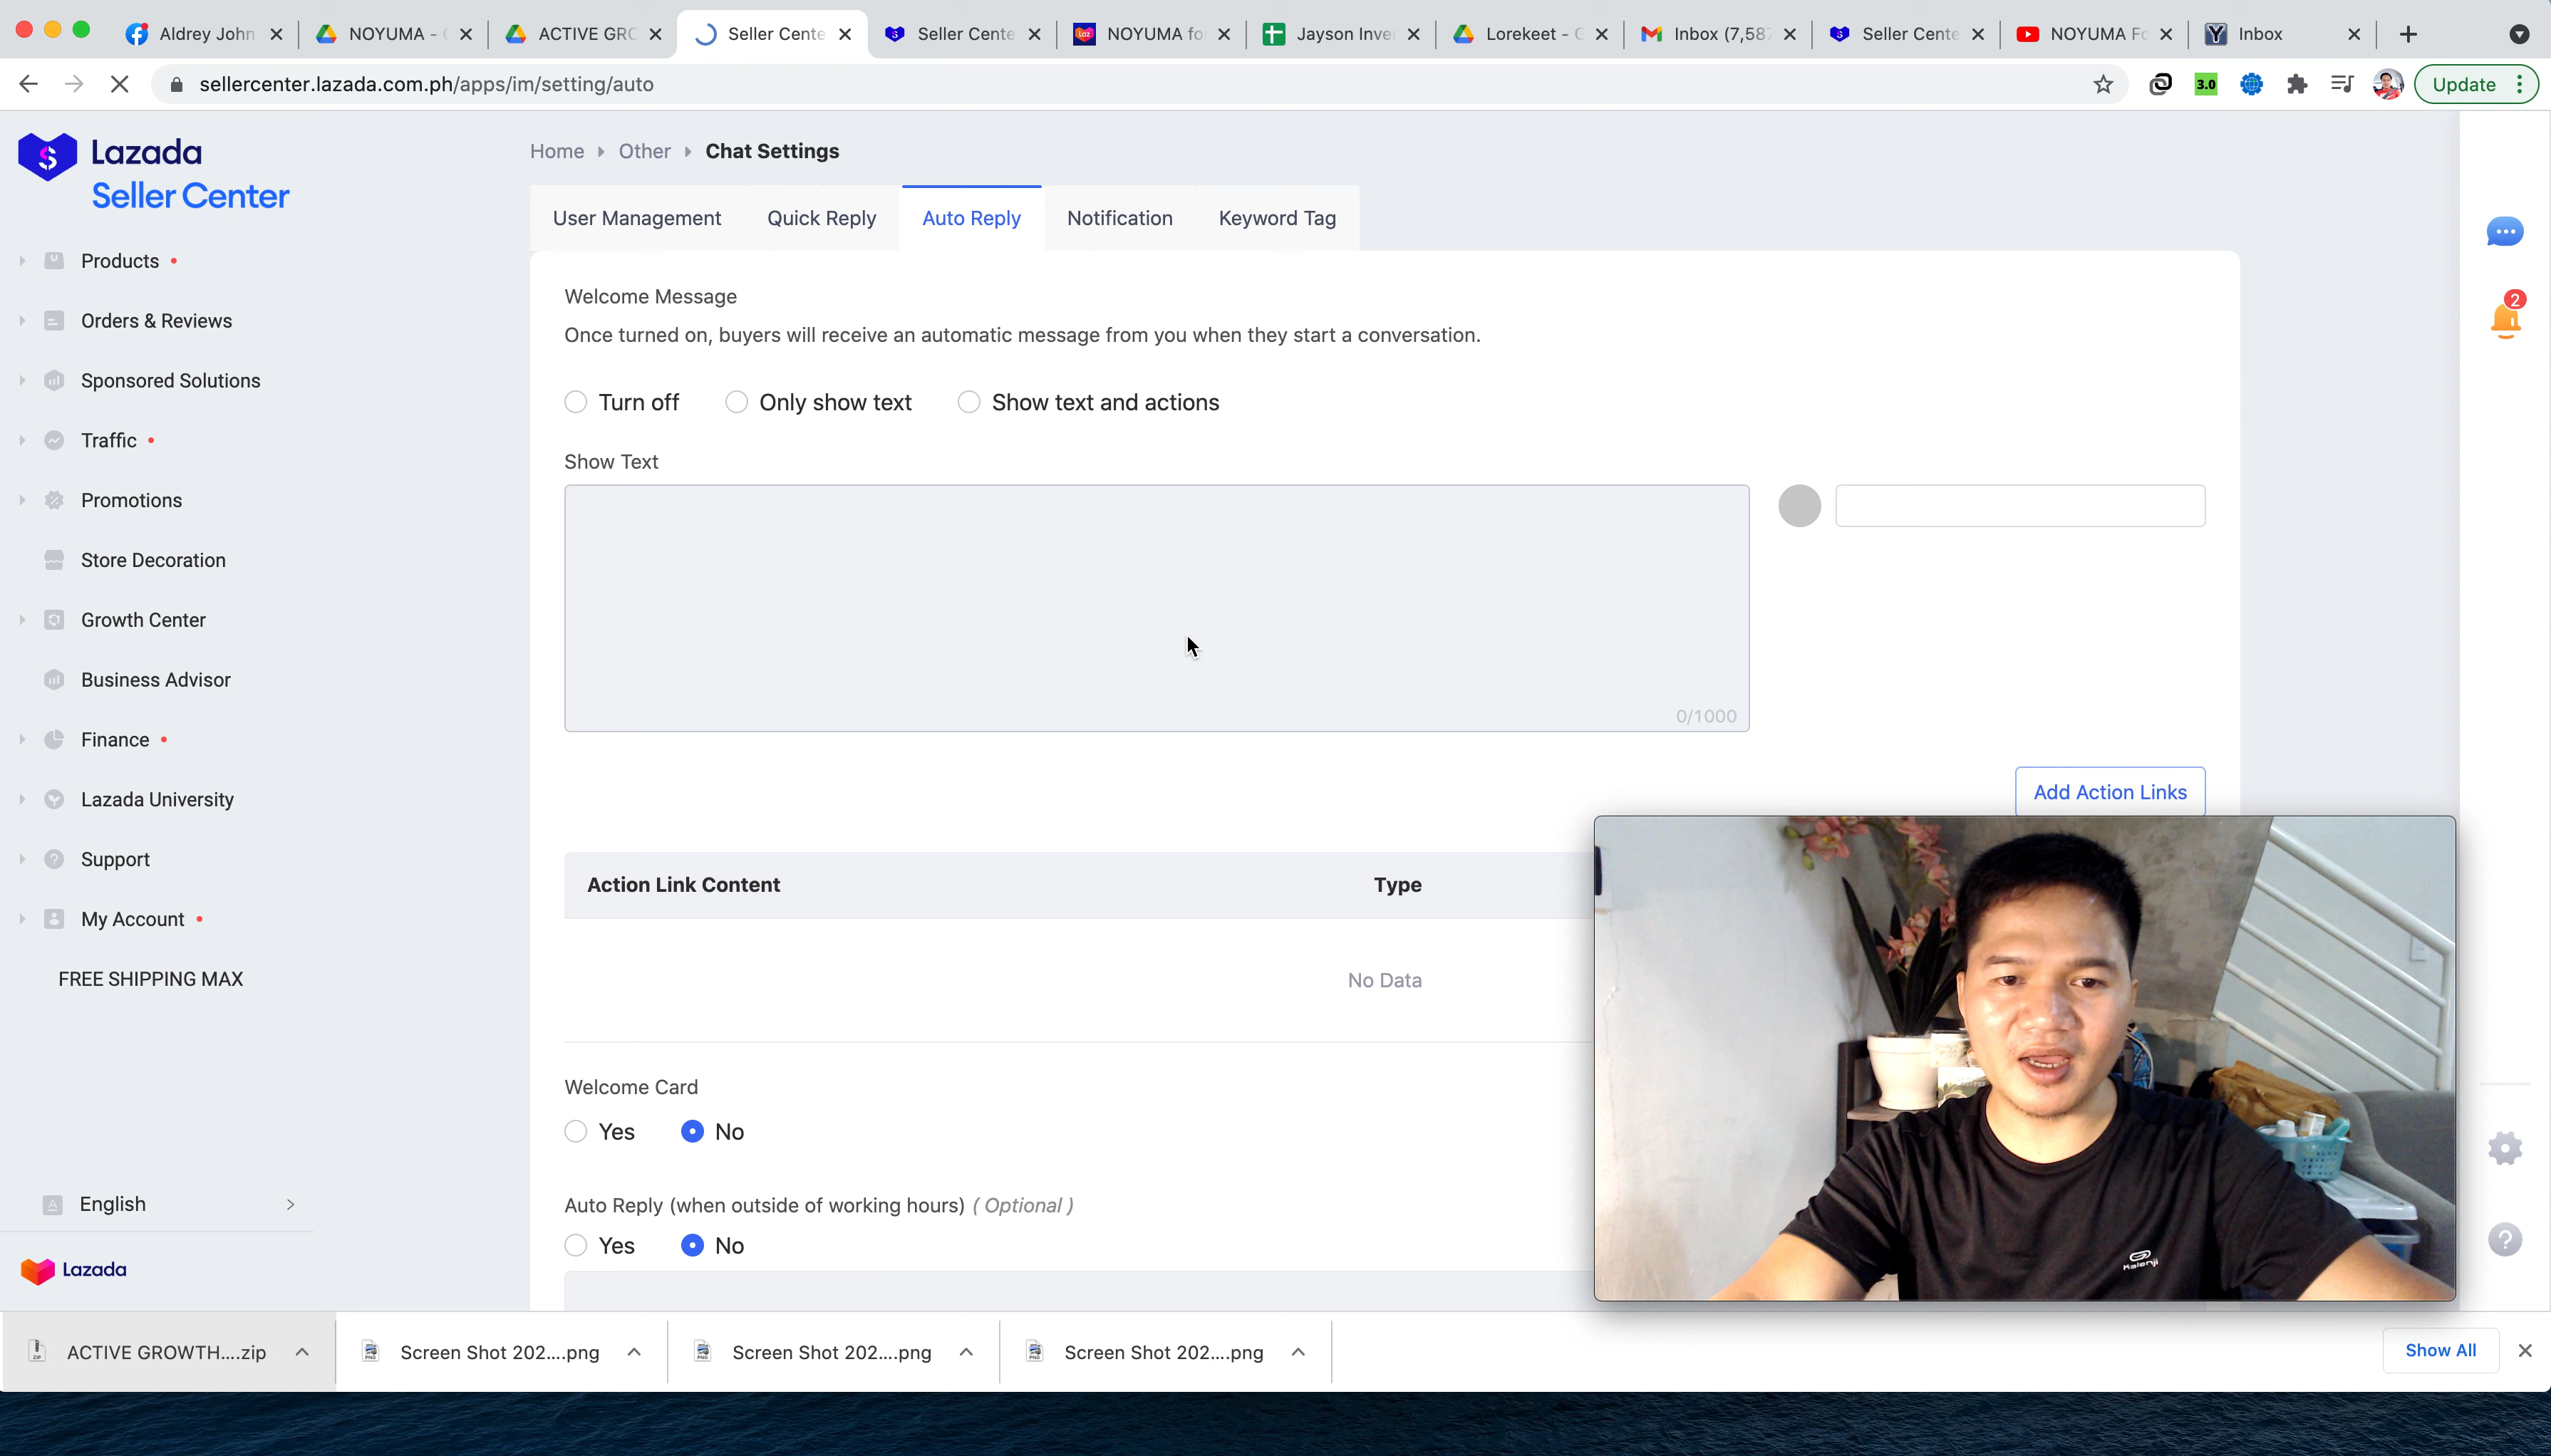 Aldrey John
NOYUMA -
ACTIVE GRO
Seller Cente
Seller Cente
NOYUMA fo
Jayson Inve
Lorekeet - G
Inbox (7,587
Seller Cente
NOYUMA Fo
Inbox
sellercenter.lazada.com.ph/apps/im/setting/auto
3.0
Update
Lazada
Seller Center
Home
Other
Chat Settings
User Management
Quick Reply
Auto Reply
Notification
Keyword Tag
Products
Orders & Reviews
Sponsored Solutions
Traffic
Promotions
Store Decoration
Growth Center
Business Advisor
Finance
Lazada University
Support
My Account
FREE SHIPPING MAX
English
Lazada
Welcome Message
Once turned on, buyers will receive an automatic message from you when they start a conversation.
Turn off
Only show text
Show text and actions
Show Text
0/1000
Add Action Links
Action Link Content
Type
No Data
Welcome Card
Yes
No
Auto Reply (when outside of working hours) ( Optional )
Yes
No
2
Kalenji
ACTIVE GROWTH....zip
Screen Shot 202....png
Screen Shot 202....png
Screen Shot 202....png
Show All